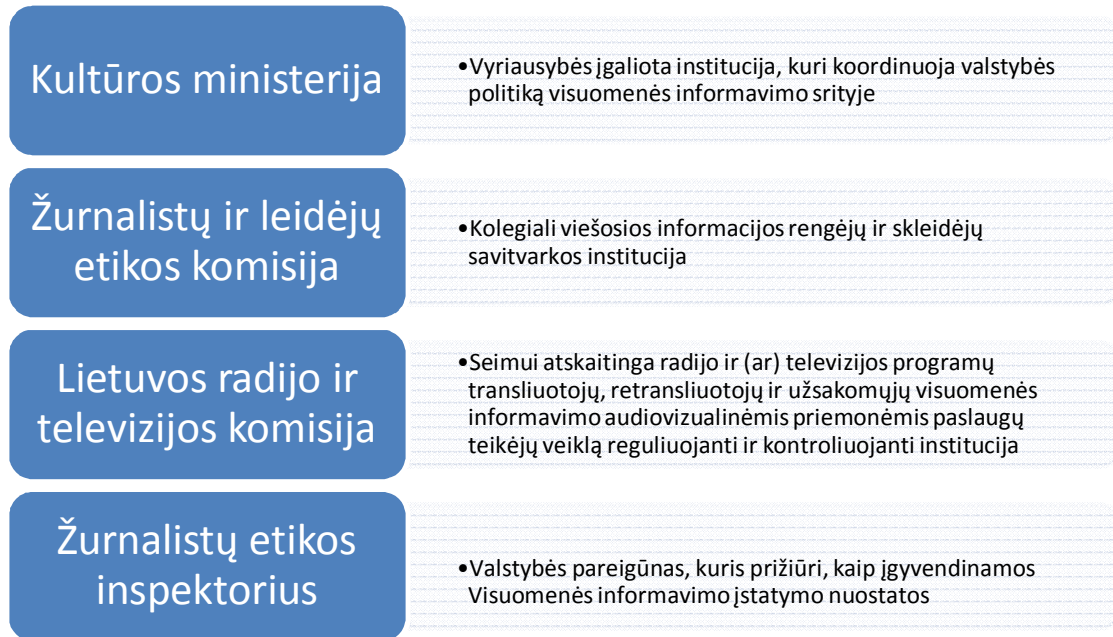 Kultūros ministerija
•Vyriausybės įgaliota institucija, kuri koordinuoja valstybės
politiką visuomenės informavimo srityje
Žurnalistų ir leidėjų
etikos komisija
•Kolegiali viešosios informacijos rengėjų ir skleidėjų
savitvarkos institucija
Lietuvos radijo ir
televizijos komisija
•Seimui atskaitinga radijo ir (ar) televizijos programų
transliuotojų, retransliuotojų ir užsakomųjų visuomenės
informavimo audiovizualinėmis priemonėmis paslaugų
teikėjų veiklą reguliuojanti ir kontroliuojanti institucija
Žurnalistų etikos
inspektorius
•Valstybės pareigūnas, kuris prižiūri, kaip įgyvendinamos
Visuomenės informavimo įstatymo nuostatos